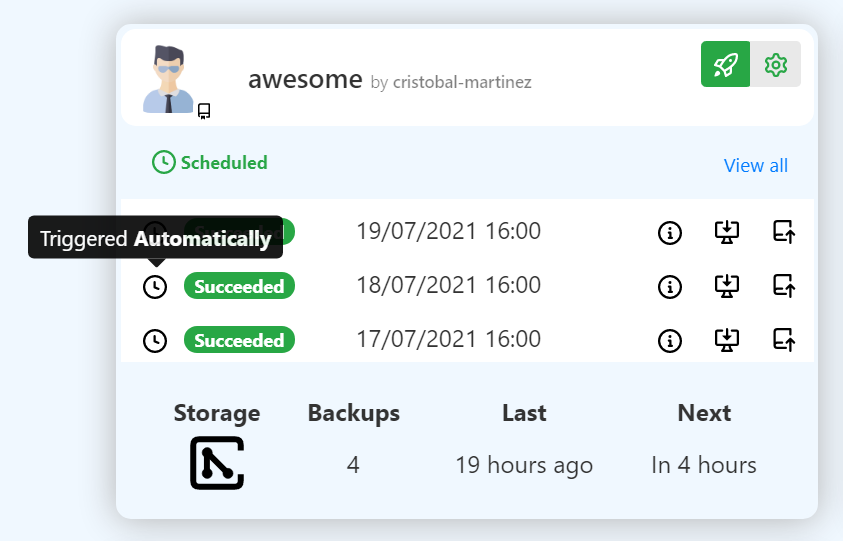 awesome by cristobal-martinez
Scheduled
View all
19/07/2021 16:00
Triggered Automatically
Succeeded 18/07/2021 16:00
Succeeded 17/07/2021 16:00
Storage Backups Last Next
4 19 hours ago In 4 hours